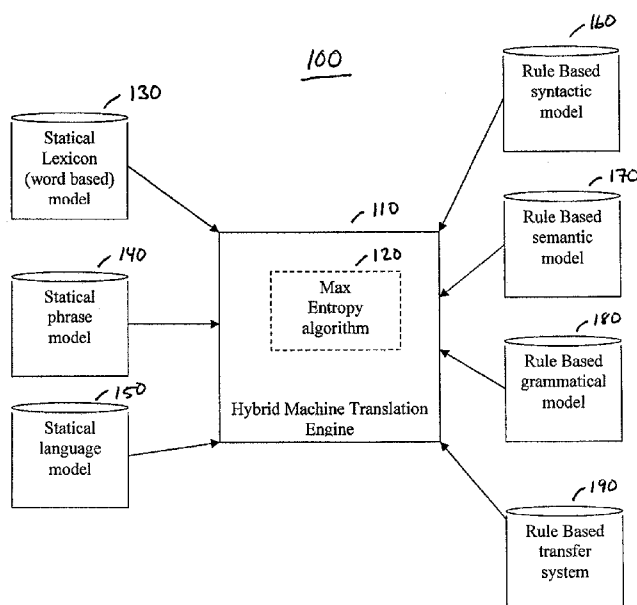 100
130
Statical
Lexicon
(word based)
model
140
Statical
phrase
model
150
Statical
language
model
110
120
Max
Entropy
algorithm
Hybrid Machine Translation
Engine
160
Rule Based
syntactic
model
170
Rule Based
semantic
model
180
Rule Based
grammatical
model
190
Rule Based
transfer
system